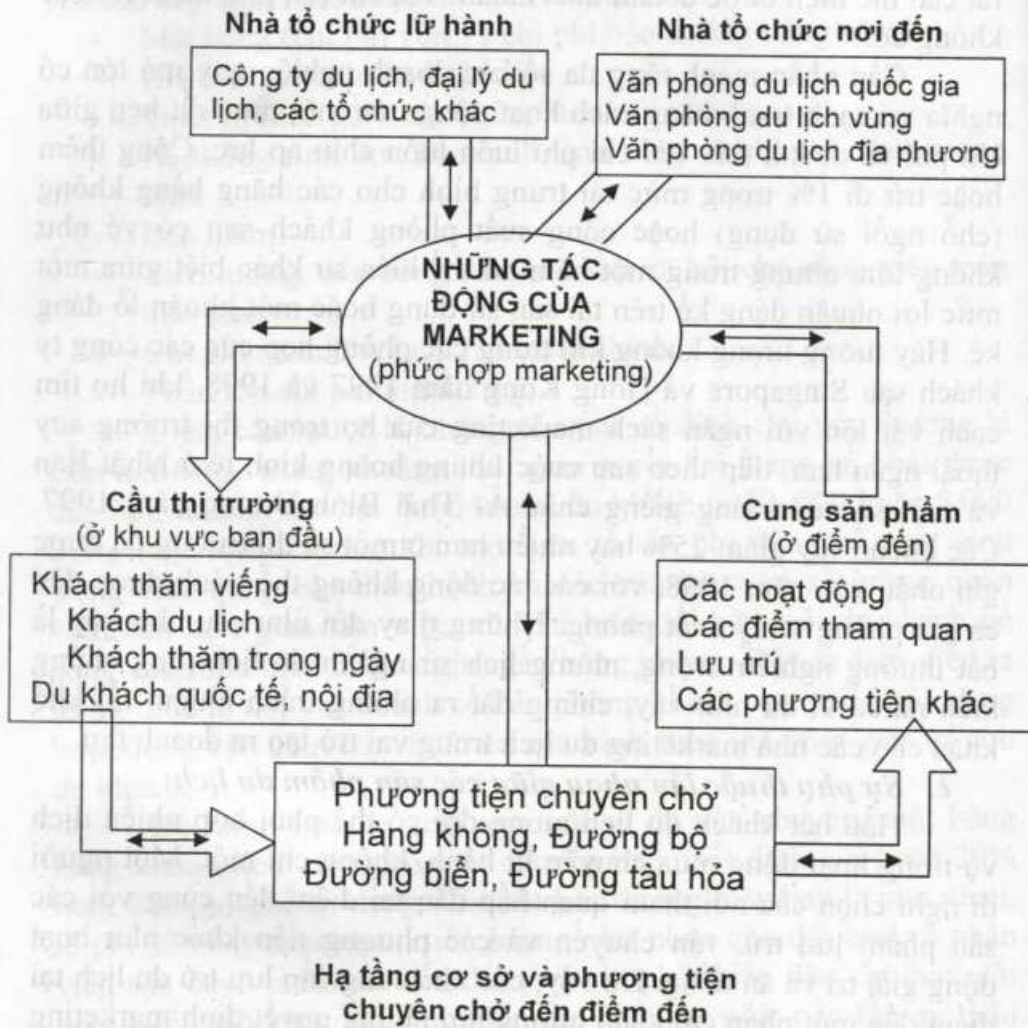 Nhà tổ chức lữ hành
Công ty du lịch, đại lý du
lịch, các tổ chức khác
Nhà tổ chức nơi đến
Văn phòng du lịch quốc gia
Văn phòng du lịch vùng
Văn phòng du lịch địa phương
NHỮNG TÁC
ĐỘNG CỦA
MARKETING
(phức hợp marketing)
Cầu thị trường
(ở khu vực ban đầu)
Khách thăm viếng
Khách du lịch
Khách thăm trong ngày
Du khách quốc tế, nội địa
Cung sản phẩm
(ở điểm đến)
Các hoạt động
Các điểm tham quan
Lưu trú
Các phương tiện khác
Phương tiện chuyên chở
Hàng không, Đường bộ
Đường biển, Đường tàu hỏa
Hạ tầng cơ sở và phương tiện
chuyên chở đến điểm đến